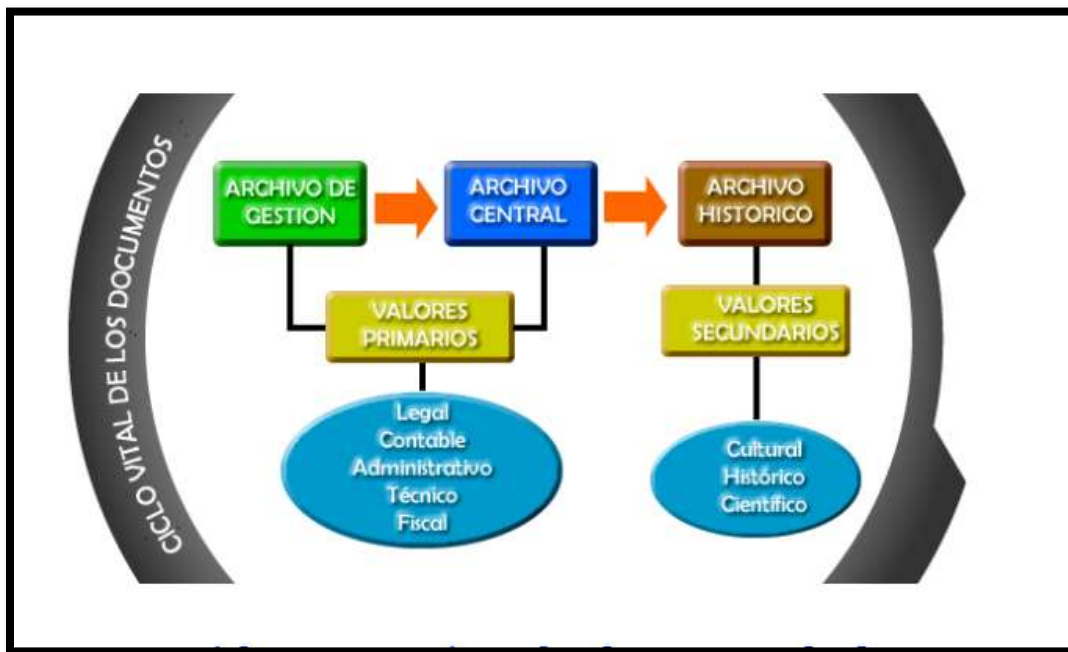 CICLO VITAL DE LOS DOCUMENTOS
ARCHIVO DE
GESTION
ARCHIVO
CENTRAL
ARCHIVO
HISTÓRICO
VALORES
PRIMARIOS
VALORES
SECUNDARIOS
Legal
Contable
Administrativo
Técnico
Fiscal
Cultural
Histórico
Científico